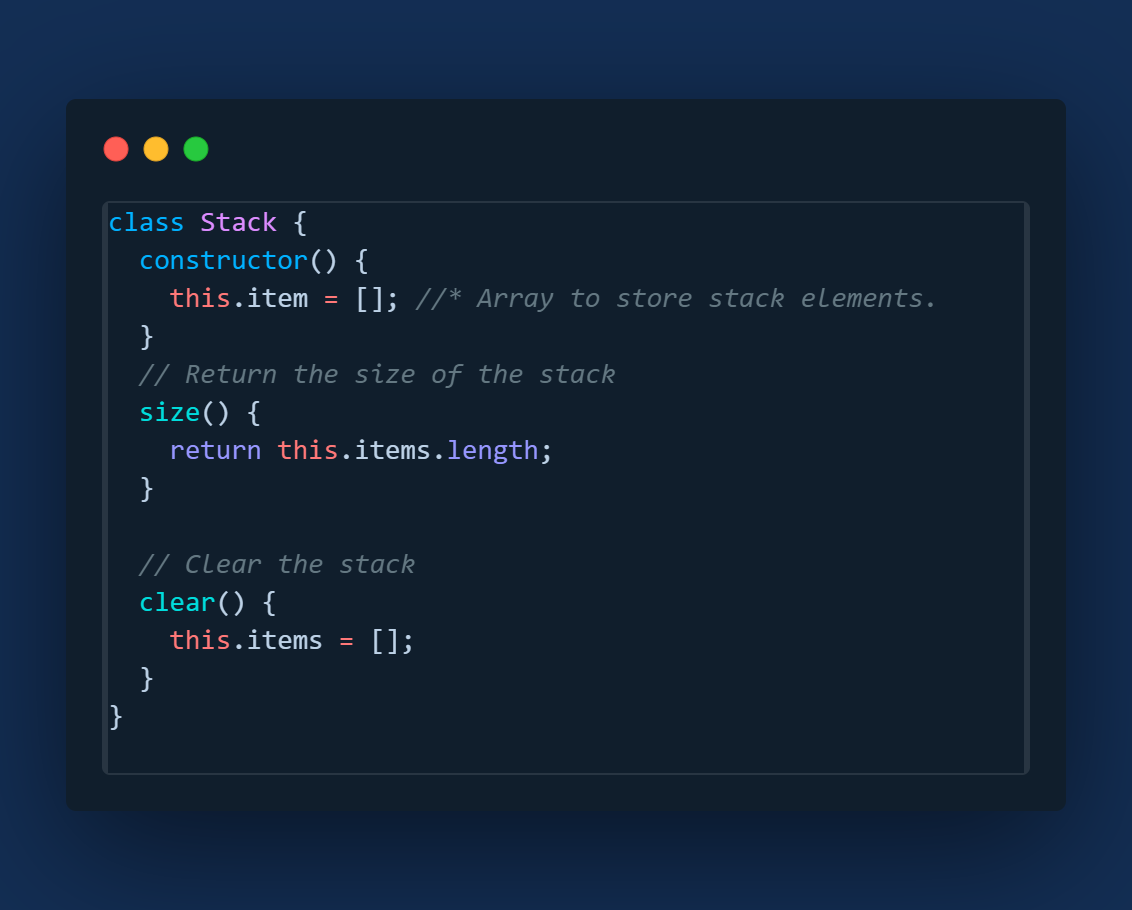 class Stack {
  constructor() {
    this.item = []; //* Array to store stack elements.
  }
  // Return the size of the stack
  size() {
    return this.items.length;
  }

  // Clear the stack
  clear() {
    this.items = [];
  }
}